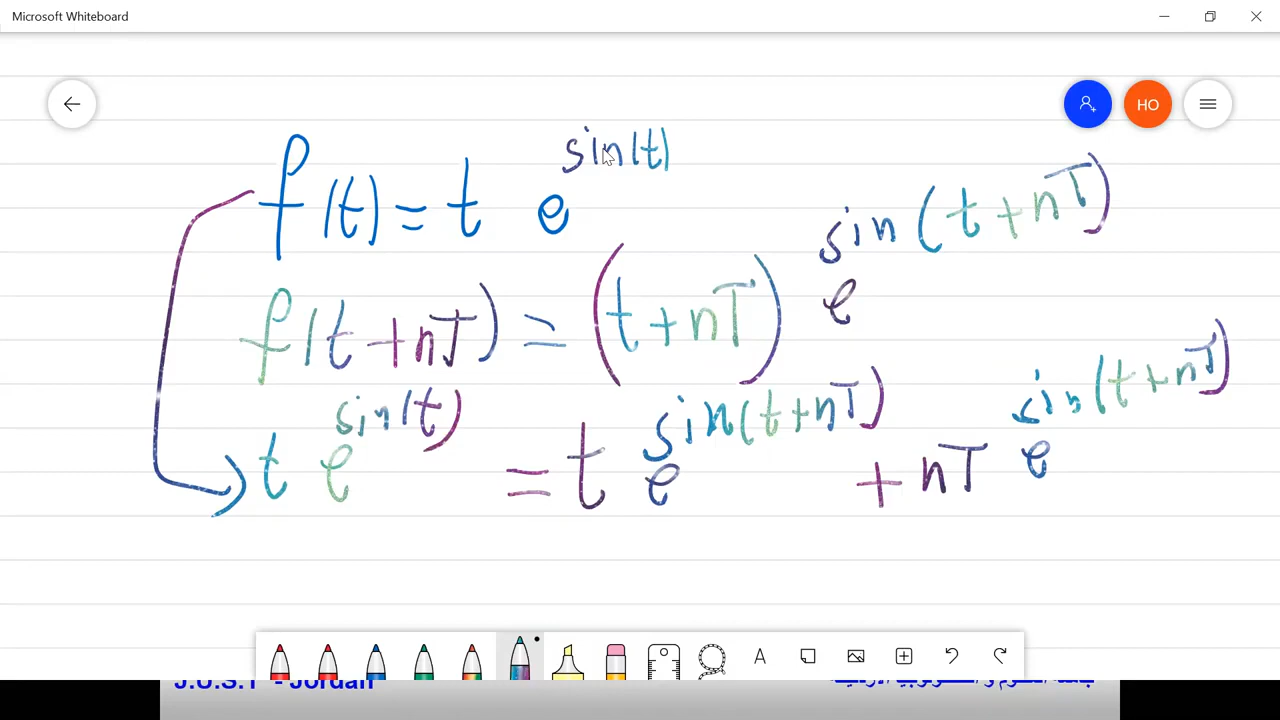 Microsoft Whiteboard
HO
f(t) = t e^sin(t)
f(t+nT) = (t+nT) e^sin(t+nT)
t e^sin(t) = t e^sin(t+nT) + nT e^sin(t+nT)
A
J.U.S.T - Jordan